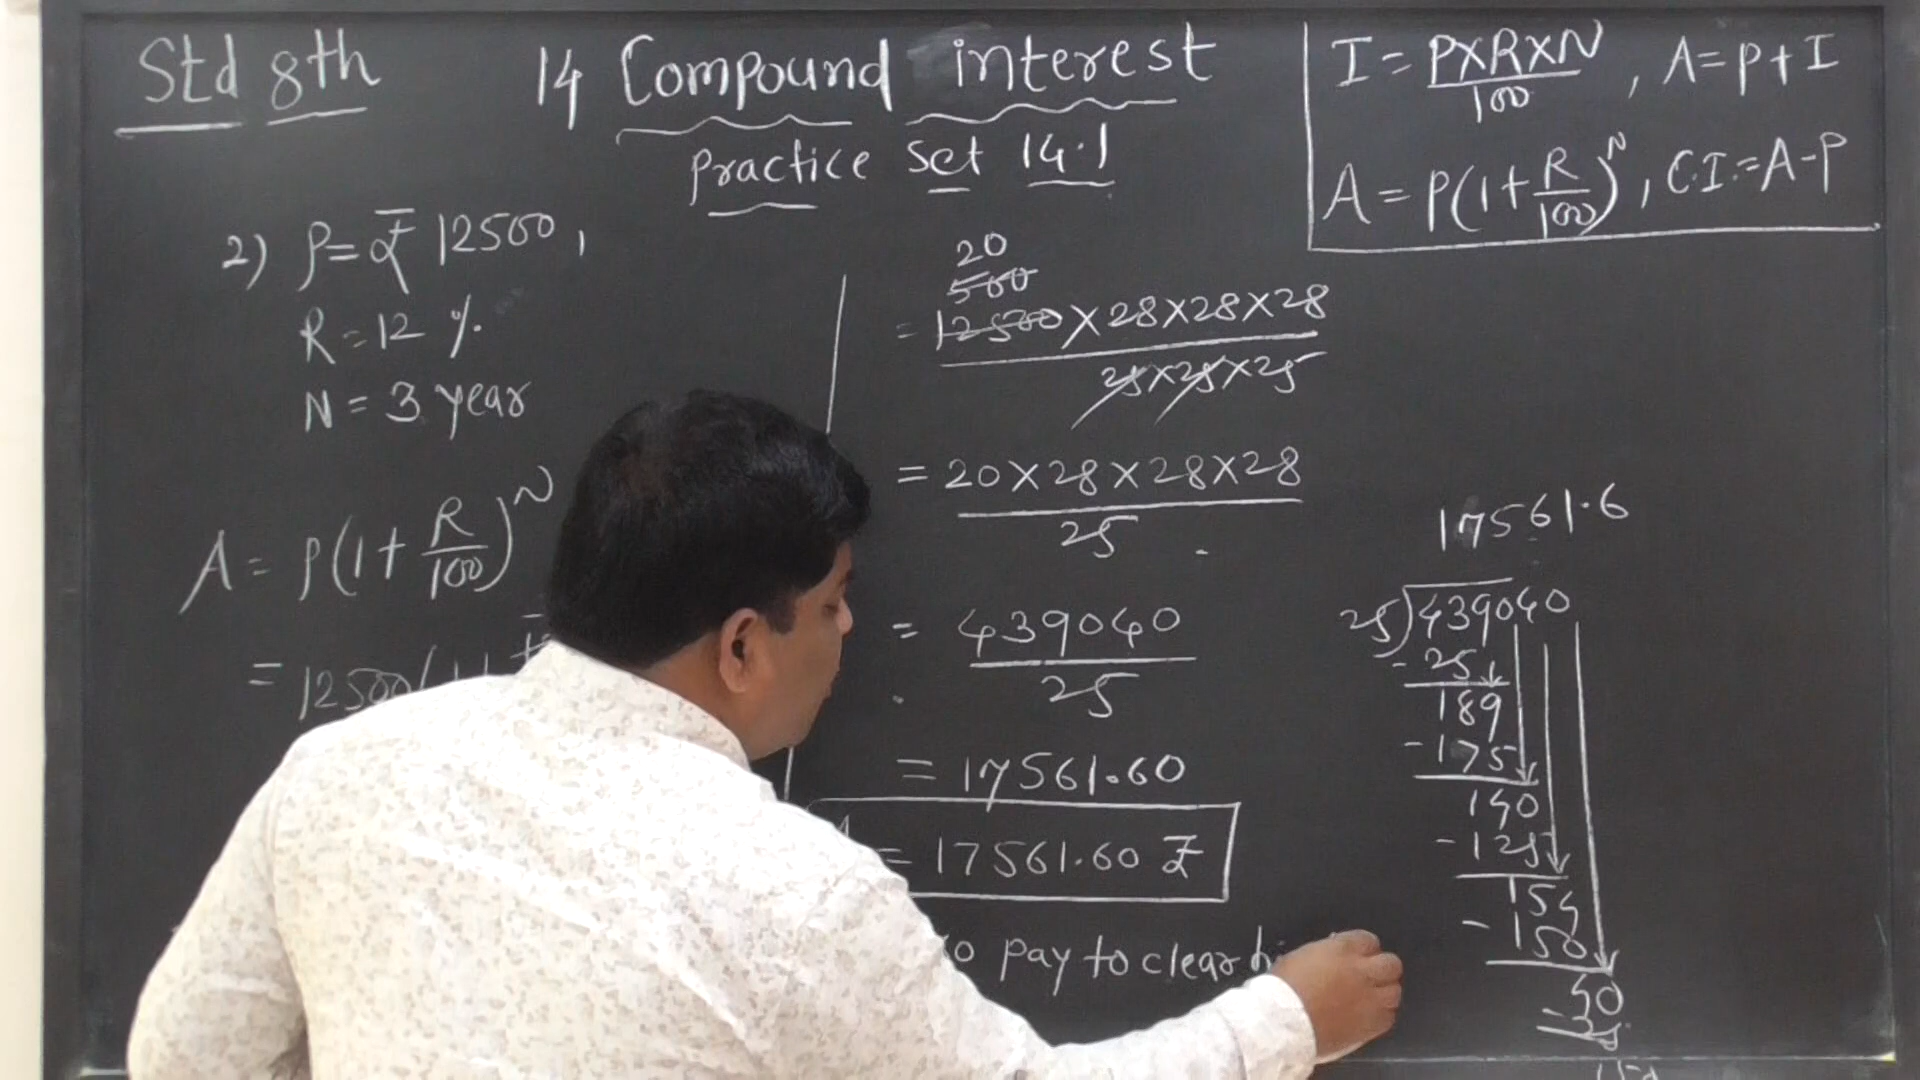 Std 8th
14 Compound interest
Practice Set 14.1
I = P×R×N/100 , A = P + I
A = P(1 + R/100)^N , C.I. = A - P
2) P = ₹ 12500 ,
R = 12 %.
N = 3 year
A = P(1 + R/100)^N
= 12500(1+
20
500
= 12500 × 28 × 28 × 28
25 × 25 × 25
= 20 × 28 × 28 × 28
25
= 439040
25
= 17561.60
= 17561.60 ₹
to pay to clear
17561.6
25)439040
- 25
189
- 175
140
- 125
154
- 150
40
- 25